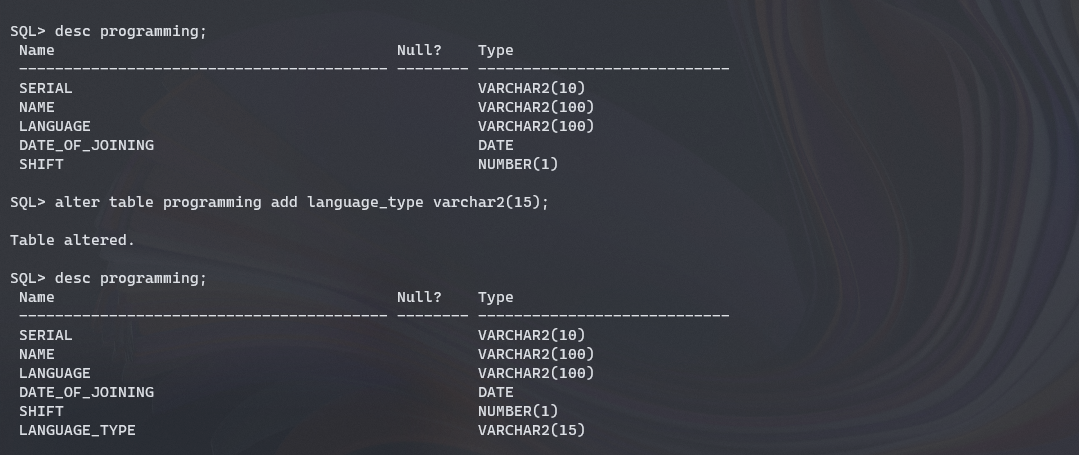 SQL> desc programming;
 Name                                      Null?    Type
 ----------------------------------------- -------- ----------------------------
 SERIAL                                             VARCHAR2(10)
 NAME                                               VARCHAR2(100)
 LANGUAGE                                           VARCHAR2(100)
 DATE_OF_JOINING                                    DATE
 SHIFT                                              NUMBER(1)
SQL> alter table programming add language_type varchar2(15);
Table altered.
SQL> desc programming;
 Name                                      Null?    Type
 ----------------------------------------- -------- ----------------------------
 SERIAL                                             VARCHAR2(10)
 NAME                                               VARCHAR2(100)
 LANGUAGE                                           VARCHAR2(100)
 DATE_OF_JOINING                                    DATE
 SHIFT                                              NUMBER(1)
 LANGUAGE_TYPE                                      VARCHAR2(15)